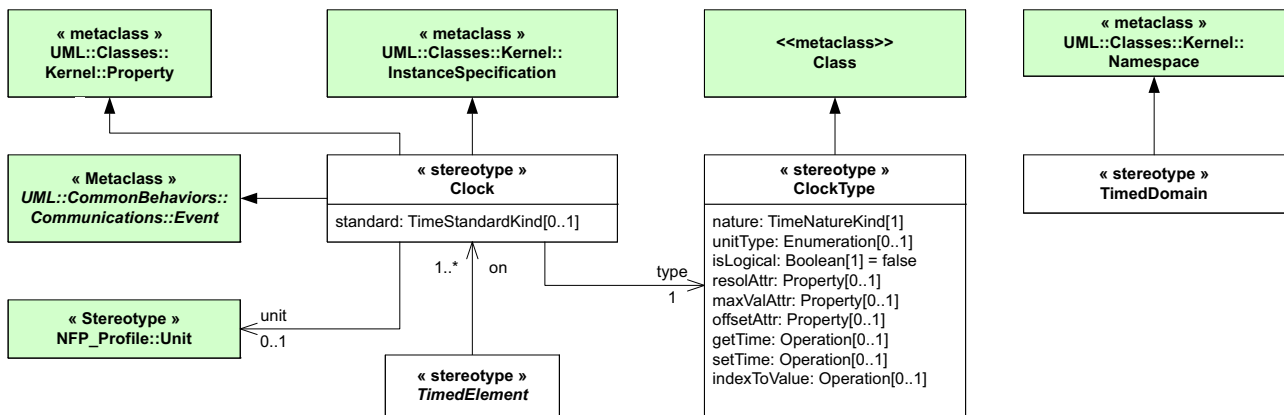 « metaclass »
UML::Classes::
Kernel::Property
« metaclass »
UML::Classes::Kernel::
InstanceSpecification
<<metaclass>>
Class
« metaclass »
UML::Classes::Kernel::
Namespace
« Metaclass »
UML::CommonBehaviors::
Communications::Event
« stereotype »
Clock
standard: TimeStandardKind[0..1]
« stereotype »
ClockType
nature: TimeNatureKind[1]
unitType: Enumeration[0..1]
isLogical: Boolean[1] = false
resolAttr: Property[0..1]
maxValAttr: Property[0..1]
offsetAttr: Property[0..1]
getTime: Operation[0..1]
setTime: Operation[0..1]
indexToValue: Operation[0..1]
« stereotype »
TimedDomain
1..*
on
type
1
« Stereotype »
NFP_Profile::Unit
unit
0..1
« stereotype »
TimedElement